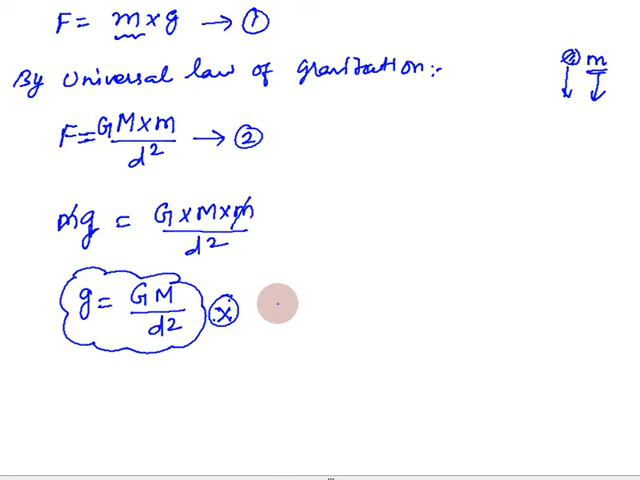 F = m × g → ①
By Universal law of gravitation:-
m
F = G M × m / d² → ②
mg = G × M × m / d²
g = G M / d²